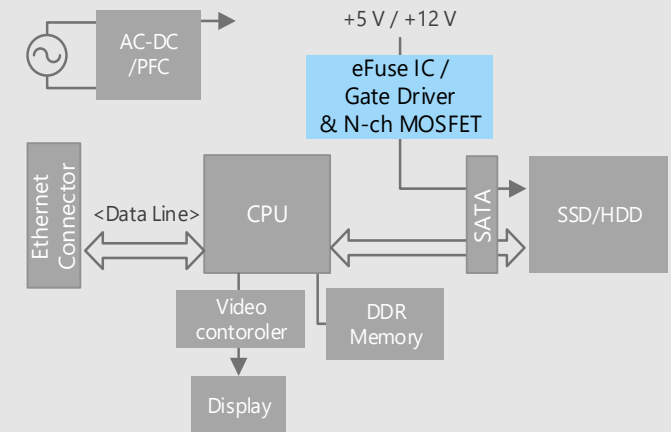 +5 V / +12 V
AC-DC
/PFC
eFuse IC /
Gate Driver
& N-ch MOSFET
Ethernet
Connector
<Data Line>
CPU
SATA
SSD/HDD
Video
contoroler
DDR
Memory
Display